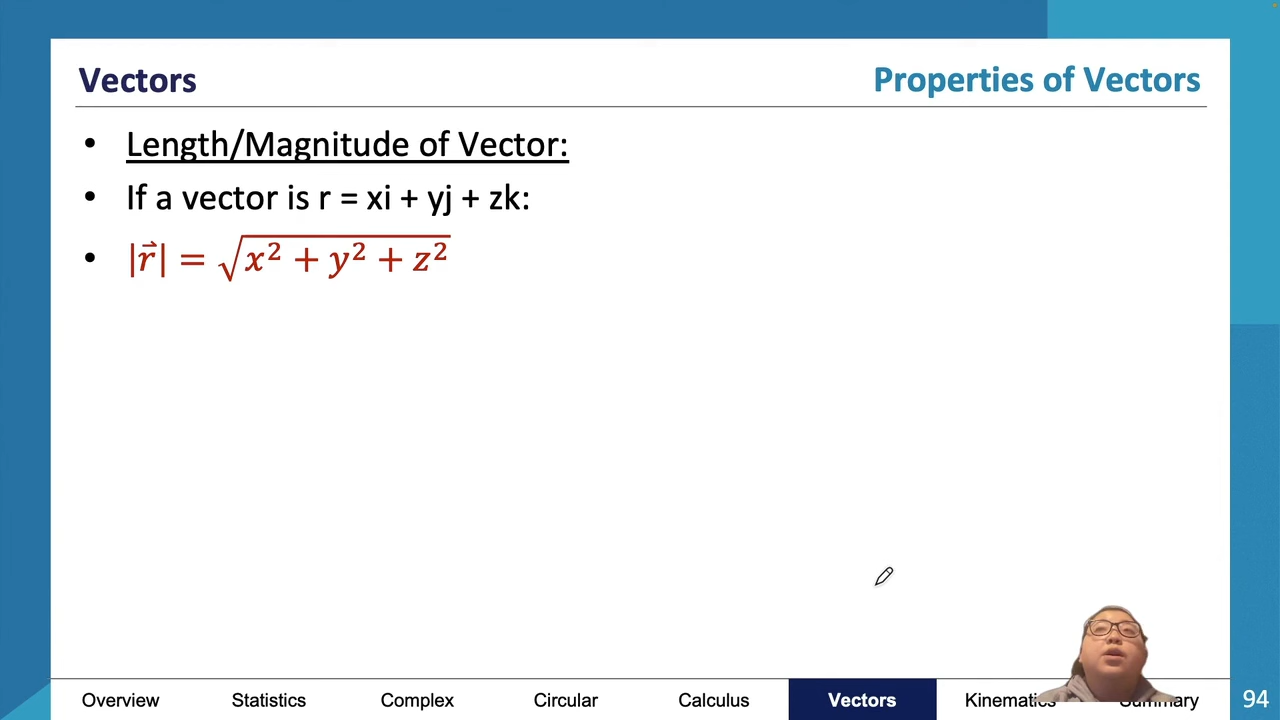 Vectors
Properties of Vectors
• Length/Magnitude of Vector:
• If a vector is r = xi + yj + zk:
• |r⃗| = √(x² + y² + z²)
Overview Statistics Complex Circular Calculus Vectors Kinematics Summary 94